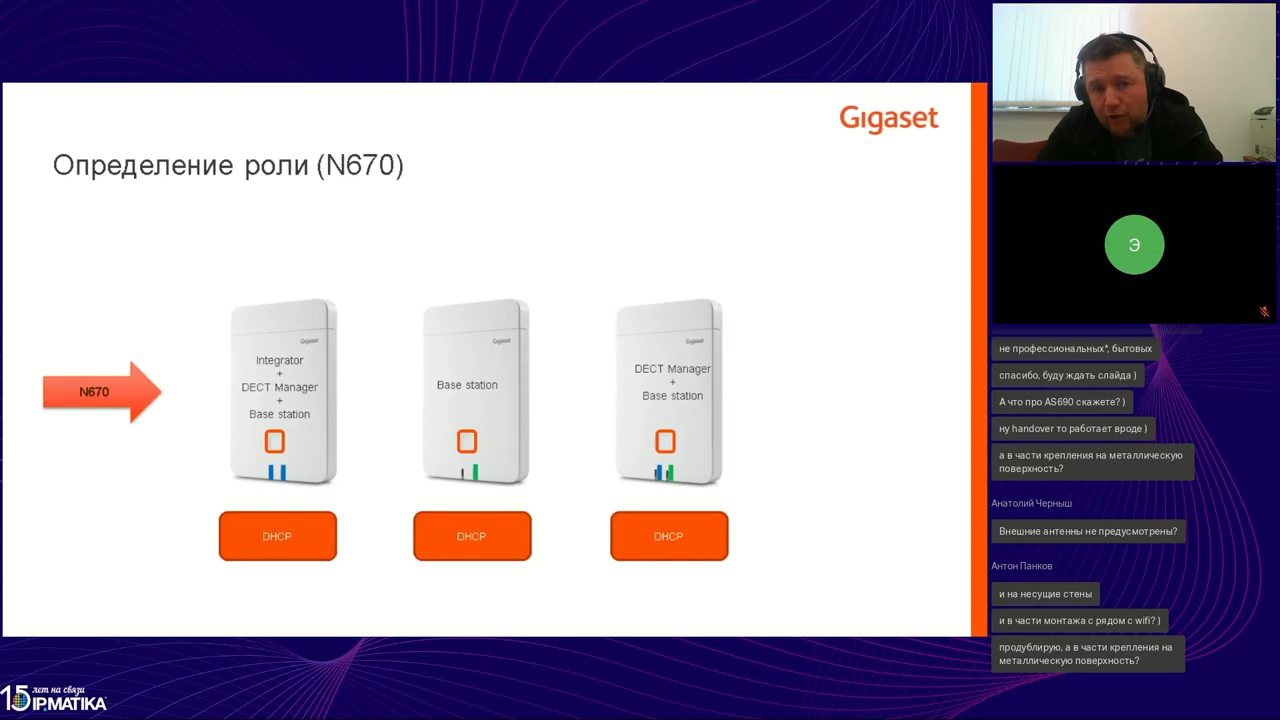 Gigaset
Определение роли (N670)
N670
Gigaset
Integrator
+
DECT Manager
+
Base station
DHCP
Gigaset
Base station
DHCP
Gigaset
DECT Manager
+
Base station
DHCP
15 лет на связи
IPMATIKA
Э
не профессиональных*, бытовых
спасибо, буду ждать слайда )
А что про AS690 скажете? )
ну handover то работает вроде )
а в части крепления на металлическую
поверхность?
Анатолий Черныш
Внешние антенны не предусмотрены?
Антон Панков
и на несущие стены
и в части монтажа с рядом с wifi? )
продублирую, а в части крепления на
металлическую поверхность?